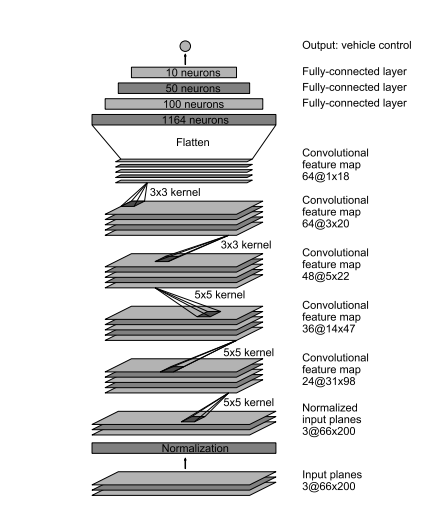 Output: vehicle control
10 neurons
Fully-connected layer
50 neurons
Fully-connected layer
100 neurons
Fully-connected layer
1164 neurons
Flatten
Convolutional
feature map
64@1x18
3x3 kernel
Convolutional
feature map
64@3x20
3x3 kernel
Convolutional
feature map
48@5x22
5x5 kernel
Convolutional
feature map
36@14x47
5x5 kernel
Convolutional
feature map
24@31x98
5x5 kernel
Normalized
input planes
3@66x200
Normalization
Input planes
3@66x200